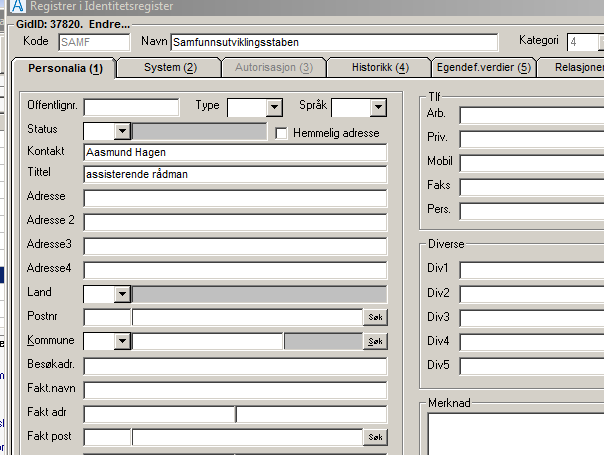 Registrer i Identitetsregister
GidID: 37820. Endre...
Kode SAMF Navn Samfunnsutviklingsstaben Kategori 4
Personalia (1) System (2) Autorisasjon (3) Historikk (4) Egendef.verdier (5) Relasjoner
Offentlignr. Type Språk
Status Hemmelig adresse
Kontakt Aasmund Hagen
Tittel assisterende rådman
Adresse
Adresse 2
Adresse3
Adresse4
Land
Postnr Søk
Kommune Søk
Besøkadr.
Fakt.navn
Fakt adr
Fakt post Søk
Tlf
Arb.
Priv.
Mobil
Faks
Pers.
Diverse
Div1
Div2
Div3
Div4
Div5
Merknad